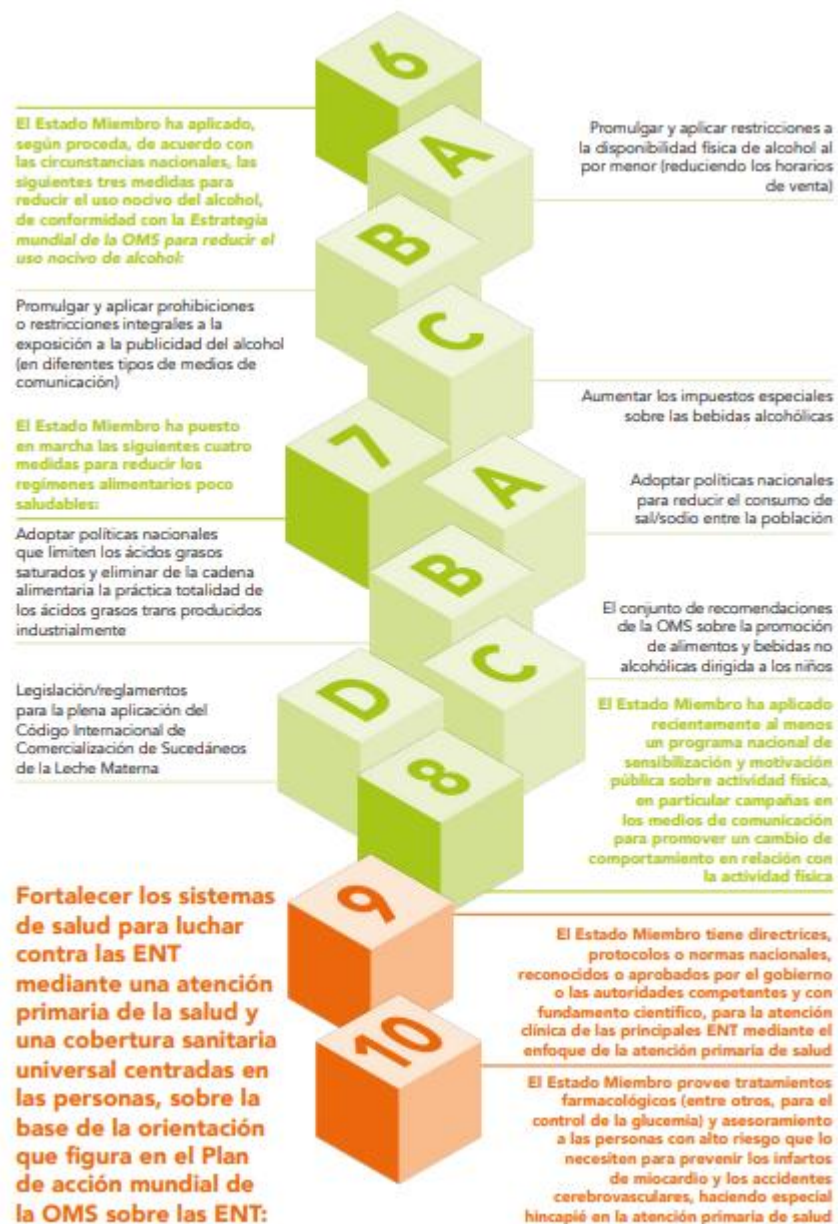 6
El Estado Miembro ha aplicado,
según proceda, de acuerdo con
las circunstancias nacionales, las
siguientes tres medidas para
reducir el uso nocivo del alcohol,
de conformidad con la Estrategia
mundial de la OMS para reducir el
uso nocivo de alcohol:
A
Promulgar y aplicar restricciones a
la disponibilidad física de alcohol al
por menor (reduciendo los horarios
de venta)
B
Promulgar y aplicar prohibiciones
o restricciones integrales a la
exposición a la publicidad del alcohol
(en diferentes tipos de medios de
comunicación)
C
Aumentar los impuestos especiales
sobre las bebidas alcohólicas
7
El Estado Miembro ha puesto
en marcha las siguientes cuatro
medidas para reducir los
regímenes alimentarios poco
saludables:
A
Adoptar políticas nacionales
para reducir el consumo de
sal/sodio entre la población
B
Adoptar políticas nacionales
que limiten los ácidos grasos
saturados y eliminar de la cadena
alimentaria la práctica totalidad de
los ácidos grasos trans producidos
industrialmente
C
El conjunto de recomendaciones
de la OMS sobre la promoción
de alimentos y bebidas no
alcohólicas dirigida a los niños
D
Legislación/reglamentos
para la plena aplicación del
Código Internacional de
Comercialización de Sucedáneos
de la Leche Materna
8
El Estado Miembro ha aplicado
recientemente al menos
un programa nacional de
sensibilización y motivación
pública sobre actividad física,
en particular campañas en
los medios de comunicación
para promover un cambio de
comportamiento en relación con
la actividad física
Fortalecer los sistemas
de salud para luchar
contra las ENT
mediante una atención
primaria de la salud y
una cobertura sanitaria
universal centradas en
las personas, sobre la
base de la orientación
que figura en el Plan
de acción mundial de
la OMS sobre las ENT:
9
El Estado Miembro tiene directrices,
protocolos o normas nacionales,
reconocidos o aprobados por el gobierno
o las autoridades competentes y con
fundamento científico, para la atención
clínica de las principales ENT mediante el
enfoque de la atención primaria de salud
10
El Estado Miembro provee tratamientos
farmacológicos (entre otros, para el
control de la glucemia) y asesoramiento
a las personas con alto riesgo que lo
necesiten para prevenir los infartos
de miocardio y los accidentes
cerebrovasculares, haciendo especial
hincapié en la atención primaria de salud